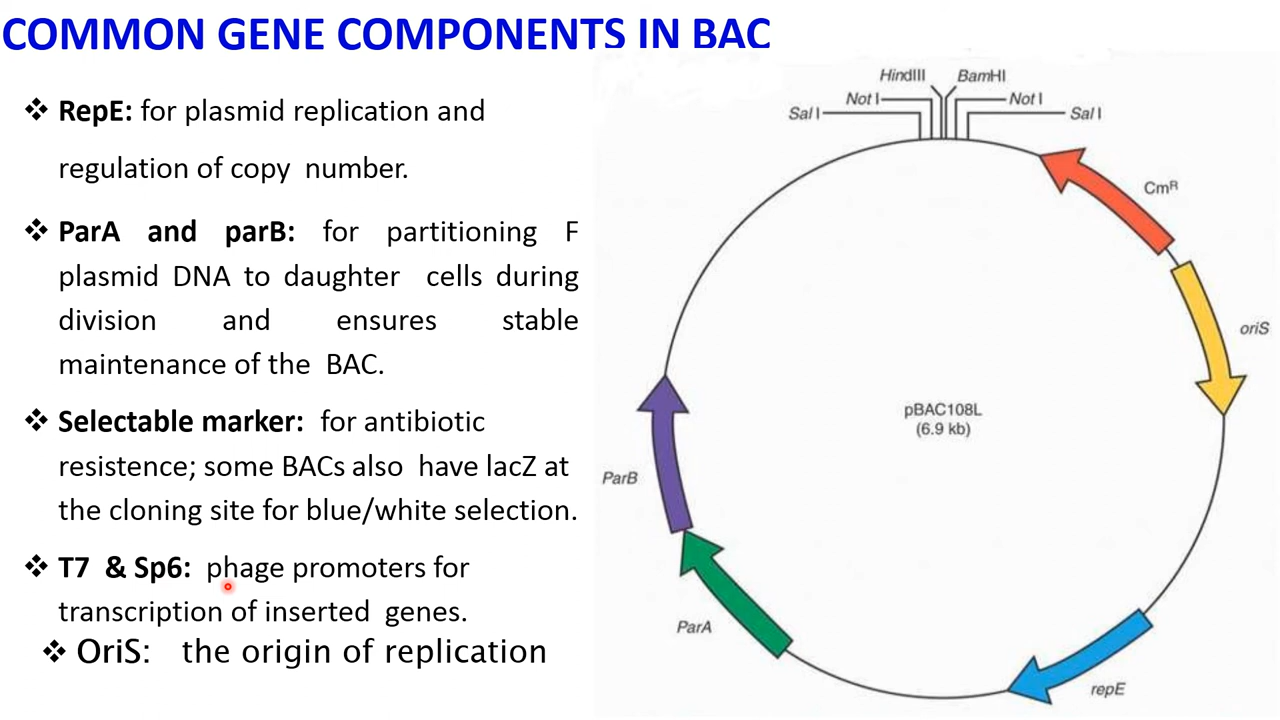 COMMON GENE COMPONENTS IN BAC
❖ RepE: for plasmid replication and
regulation of copy number.
❖ ParA and parB: for partitioning F
plasmid DNA to daughter cells during
division and ensures stable
maintenance of the BAC.
❖ Selectable marker: for antibiotic
resistence; some BACs also have lacZ at
the cloning site for blue/white selection.
❖ T7 & Sp6: phage promoters for
transcription of inserted genes.
❖ OriS: the origin of replication
HindIII BamHI
Not I Not I
Sal I Sal I
CmR
oriS
pBAC108L
(6.9 kb)
ParB
ParA
repE